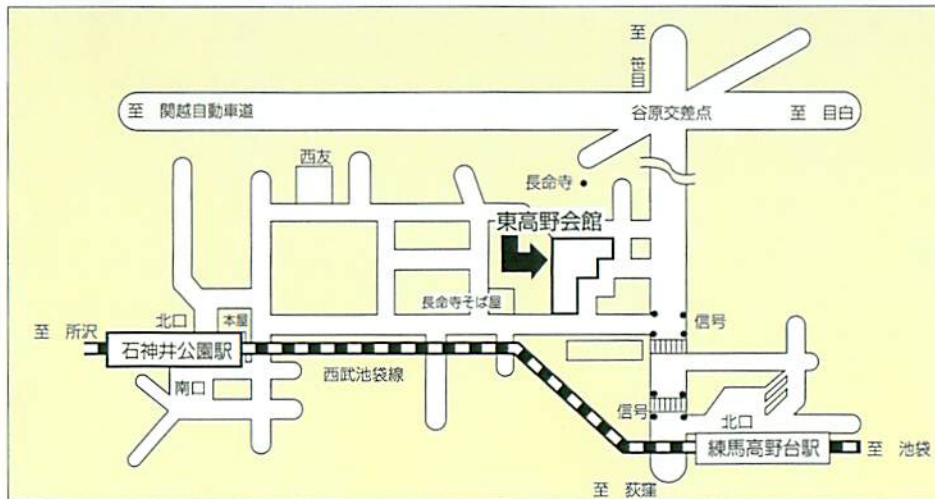 至 笹目
至 関越自動車道
谷原交差点
至 目白
西友
長命寺
東高野会館
長命寺そば屋
北口
本屋
信号
至 所沢
石神井公園駅
西武池袋線
南口
信号
北口
練馬高野台駅
至 池袋
至 荻窪